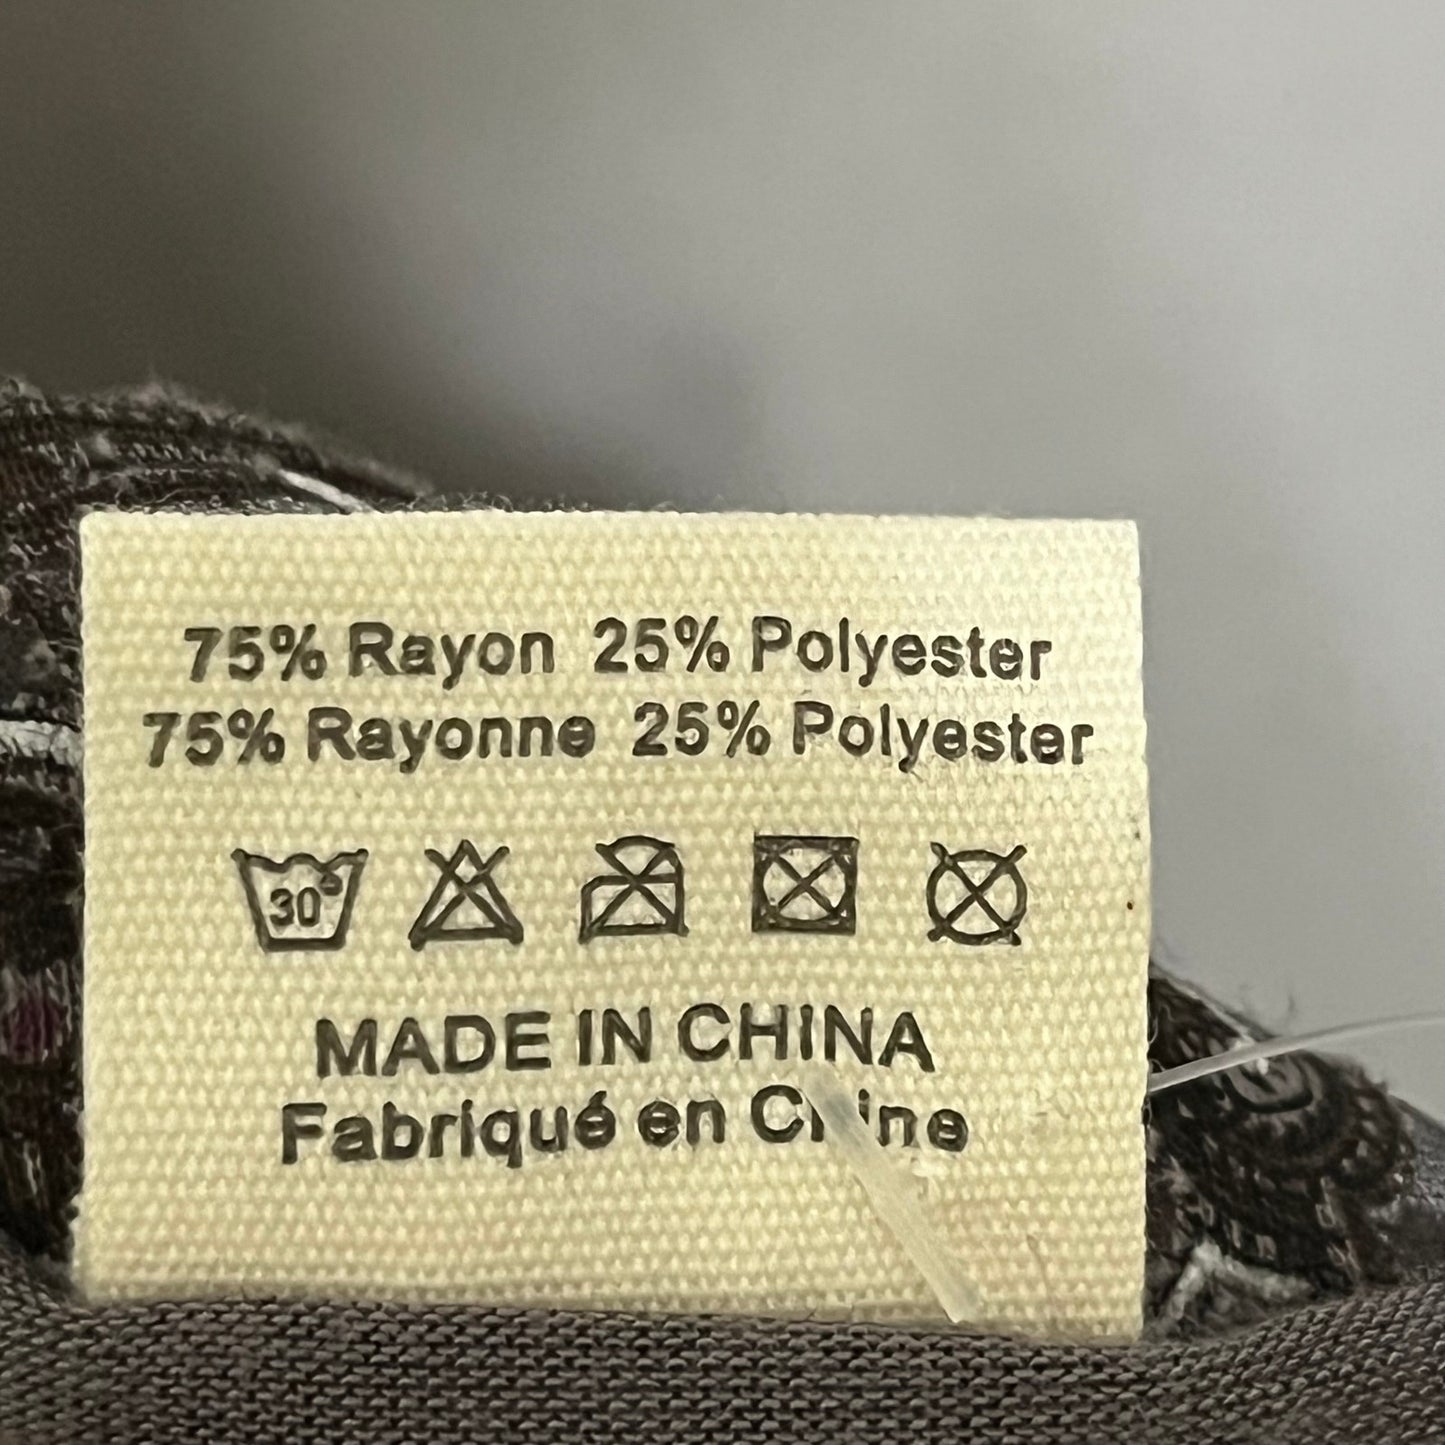 75% Rayon 25% Polyester
75% Rayonne 25% Polyester
30°
MADE IN CHINA
Fabriqué en Chine